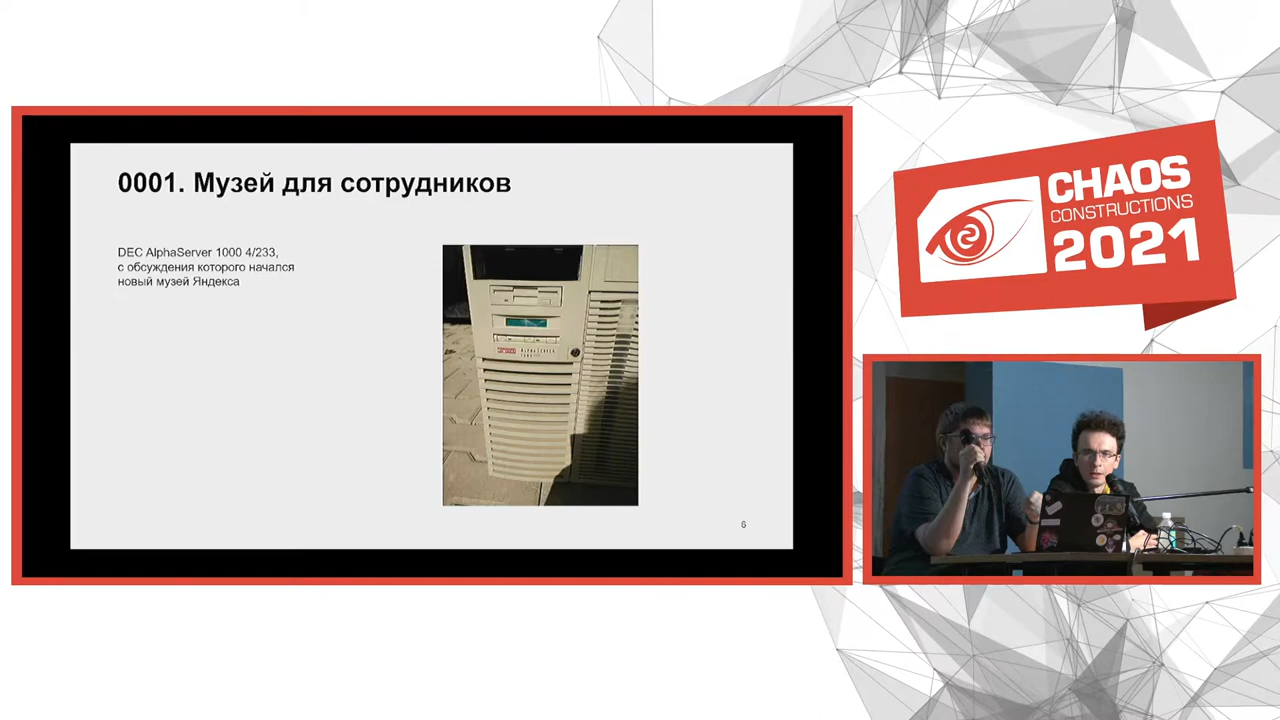 0001. Музей для сотрудников
DEC AlphaServer 1000 4/233,
с обсуждения которого начался
новый музей Яндекса
6
CHAOS
CONSTRUCTIONS
2021